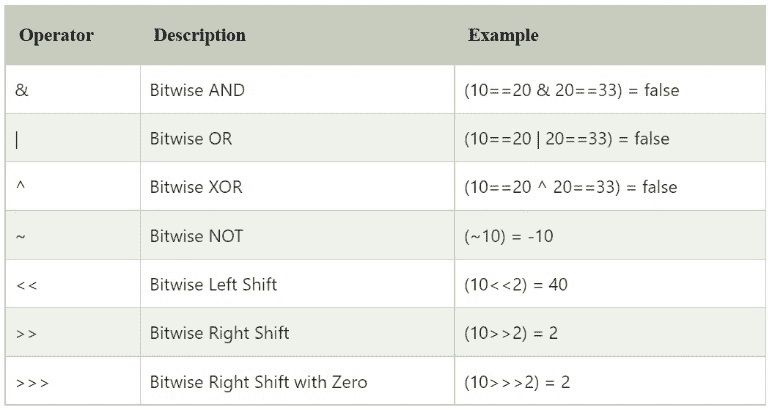 Operator Description Example
& Bitwise AND (10==20 & 20==33) = false
| Bitwise OR (10==20 | 20==33) = false
^ Bitwise XOR (10==20 ^ 20==33) = false
~ Bitwise NOT (~10) = -10
<< Bitwise Left Shift (10<<2) = 40
>> Bitwise Right Shift (10>>2) = 2
>>> Bitwise Right Shift with Zero (10>>>2) = 2